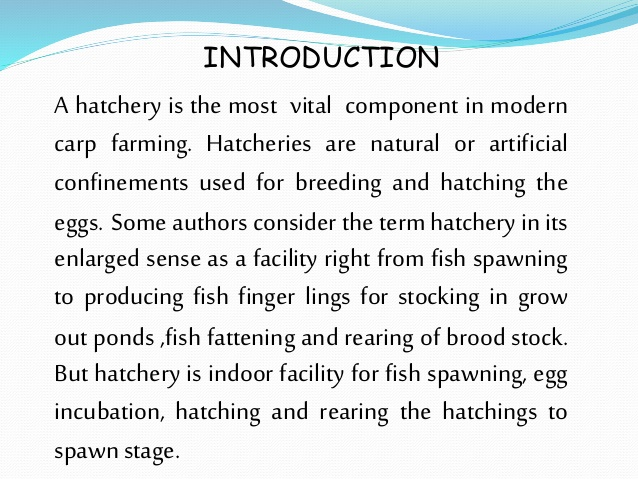 INTRODUCTION
A hatchery is the most vital component in modern
carp farming. Hatcheries are natural or artificial
confinements used for breeding and hatching the
eggs. Some authors consider the term hatchery in its
enlarged sense as a facility right from fish spawning
to producing fish finger lings for stocking in grow
out ponds ,fish fattening and rearing of brood stock.
But hatchery is indoor facility for fish spawning, egg
incubation, hatching and rearing the hatchings to
spawn stage.